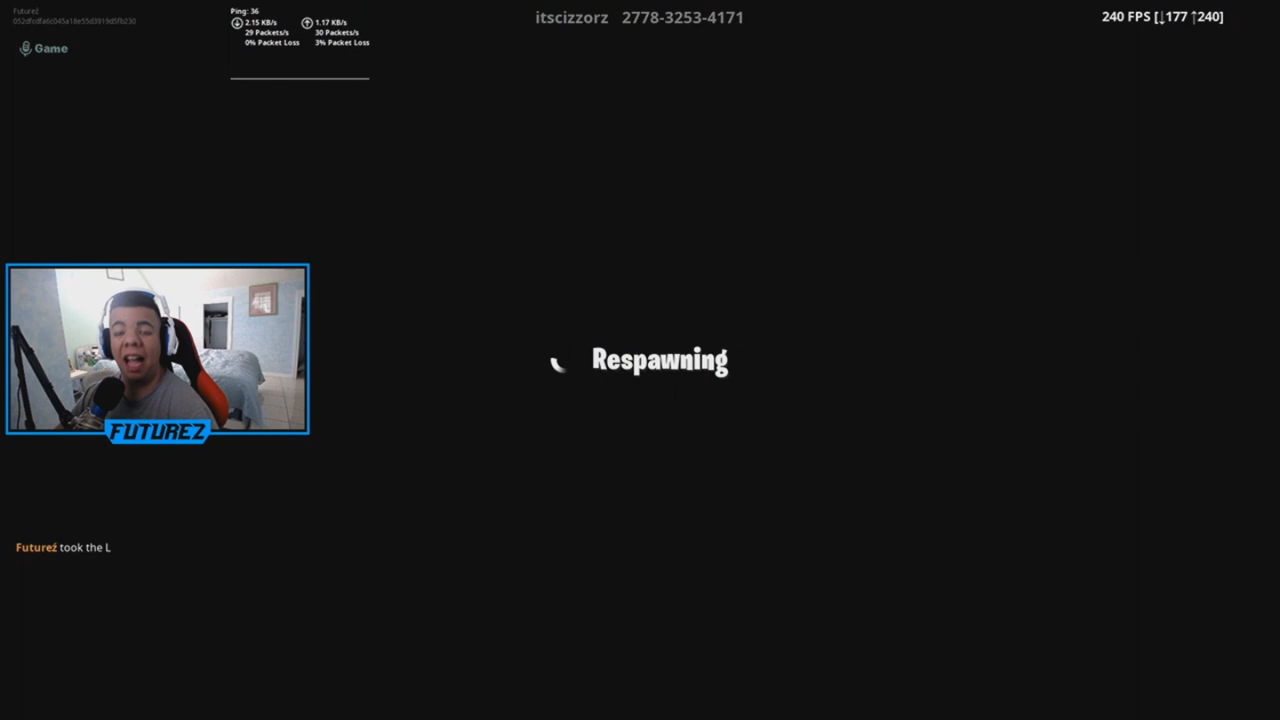 Futureź
Game
Ping: 36
2.15 KB/s
1.17 KB/s
29 Packets/s
30 Packets/s
0% Packet Loss
3% Packet Loss
itscizzorz 2778-3253-4171
240 FPS [↓177 ↑240]
FUTUREZ
Respawning
Futureź took the L